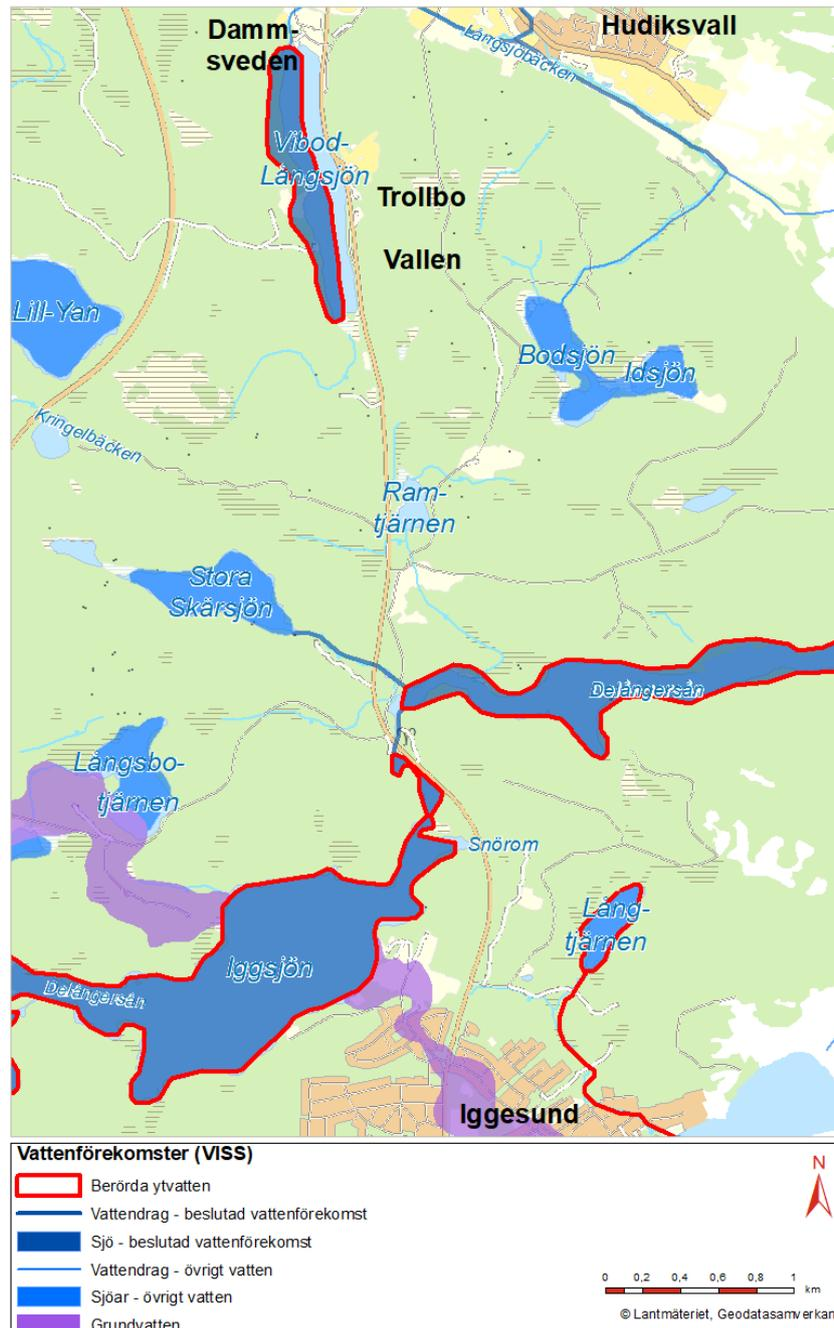 Damm-
sveden
Hudiksvall
Långsjöbäcken
Vibod-
Långsjön
Trollbo
Vallen
Lill-Yan
Bodsjön
Idsjön
Kringelbäcken
Ram-
tjärnen
Stora
Skärsjön
Delångersån
Långsbo-
tjärnen
Snörom
Lång-
tjärnen
Iggsjön
Delångersån
Iggesund
Vattenförekomster (VISS)
Berörda ytvatten
Vattendrag - beslutad vattenförekomst
Sjö - beslutad vattenförekomst
Vattendrag - övrigt vatten
Sjöar - övrigt vatten
Grundvatten
N
0 0,2 0,4 0,6 0,8 1
km
© Lantmäteriet, Geodatasamverkan